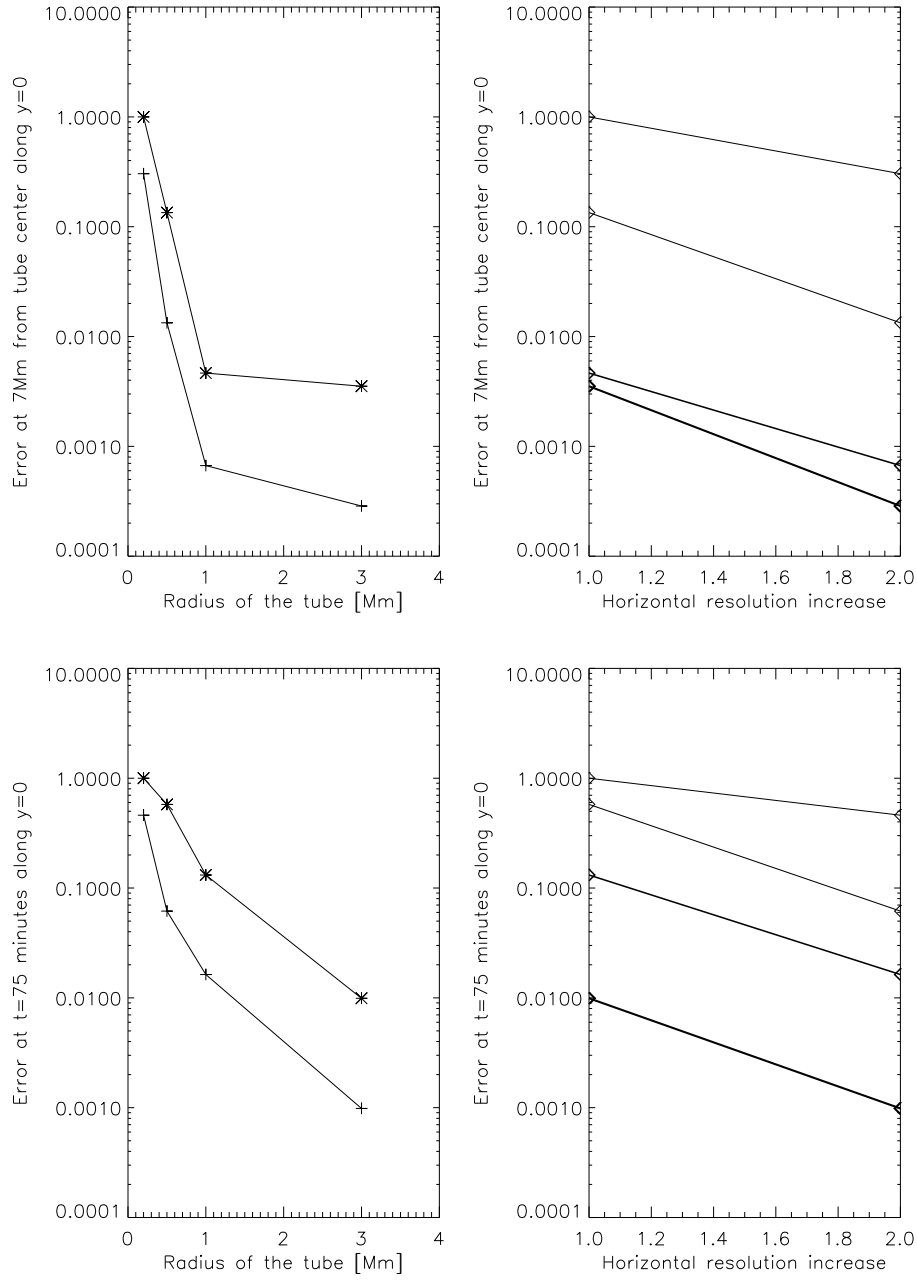 Error at 7Mm from tube center along y=0
10.0000
1.0000
0.1000
0.0100
0.0010
0.0001
0 1 2 3 4
Radius of the tube [Mm]
Error at 7Mm from tube center along y=0
10.0000
1.0000
0.1000
0.0100
0.0010
0.0001
1.0 1.2 1.4 1.6 1.8 2.0
Horizontal resolution increase
Error at t=75 minutes along y=0
10.0000
1.0000
0.1000
0.0100
0.0010
0.0001
0 1 2 3 4
Radius of the tube [Mm]
Error at t=75 minutes along y=0
10.0000
1.0000
0.1000
0.0100
0.0010
0.0001
1.0 1.2 1.4 1.6 1.8 2.0
Horizontal resolution increase